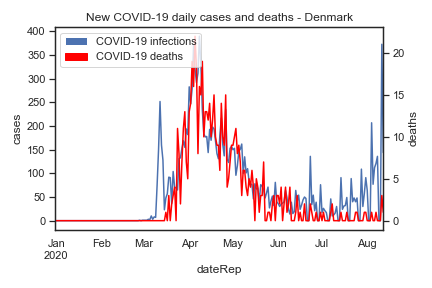 New COVID-19 daily cases and deaths - Denmark
COVID-19 infections
COVID-19 deaths
400
350
300
250
200
150
100
50
0
cases
20
15
10
5
0
deaths
Jan
2020
Feb
Mar
Apr
May
Jun
Jul
Aug
dateRep